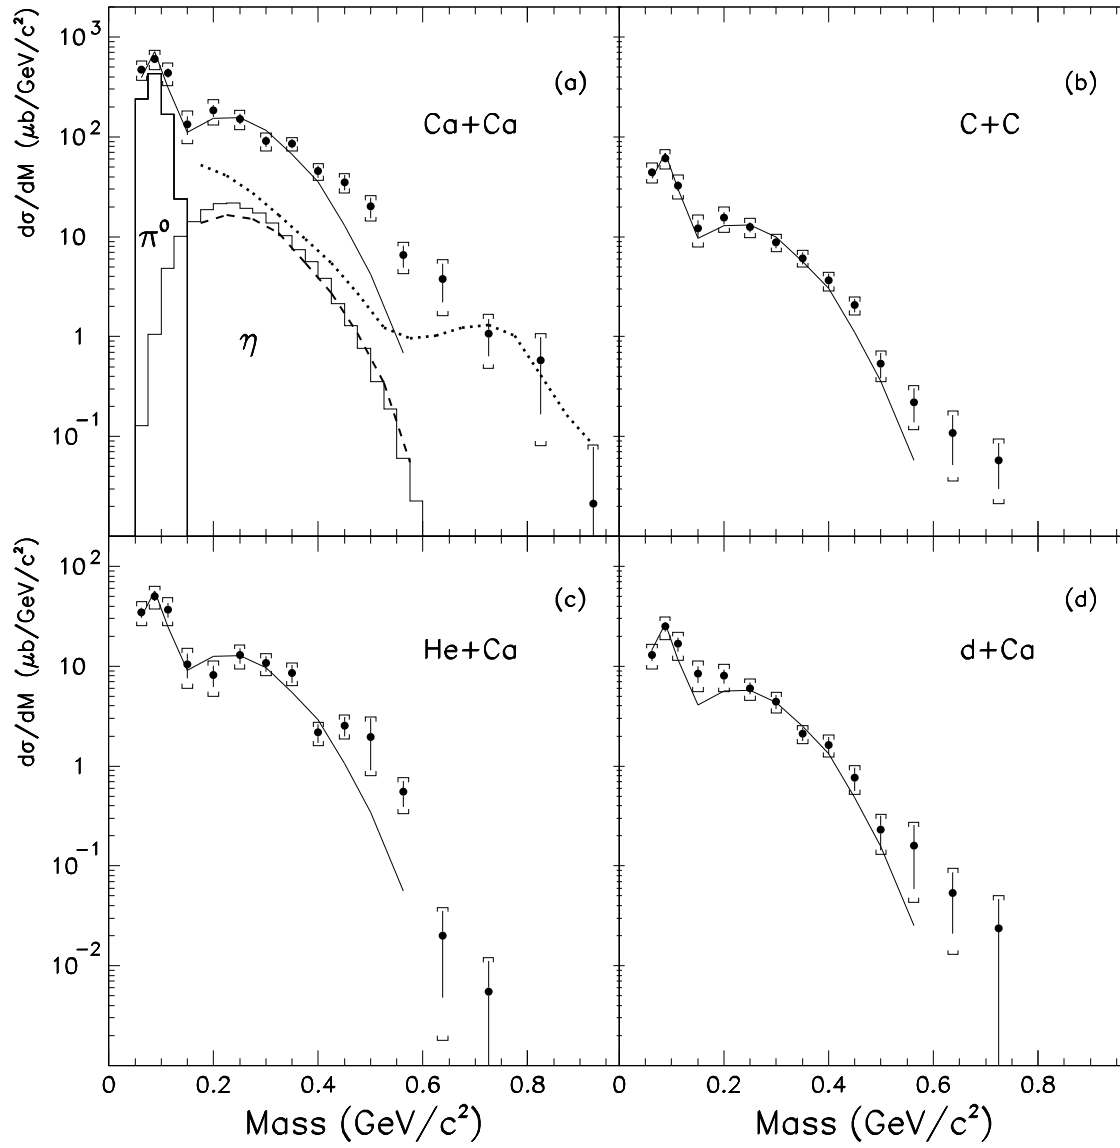 dσ/dM (μb/GeV/c²)
10³
10²
10
1
10⁻¹
(a)
Ca+Ca
π⁰
η
(b)
C+C
dσ/dM (μb/GeV/c²)
10²
10
1
10⁻¹
10⁻²
(c)
He+Ca
(d)
d+Ca
0 0.2 0.4 0.6 0.8
0 0.2 0.4 0.6 0.8
Mass (GeV/c²)
Mass (GeV/c²)